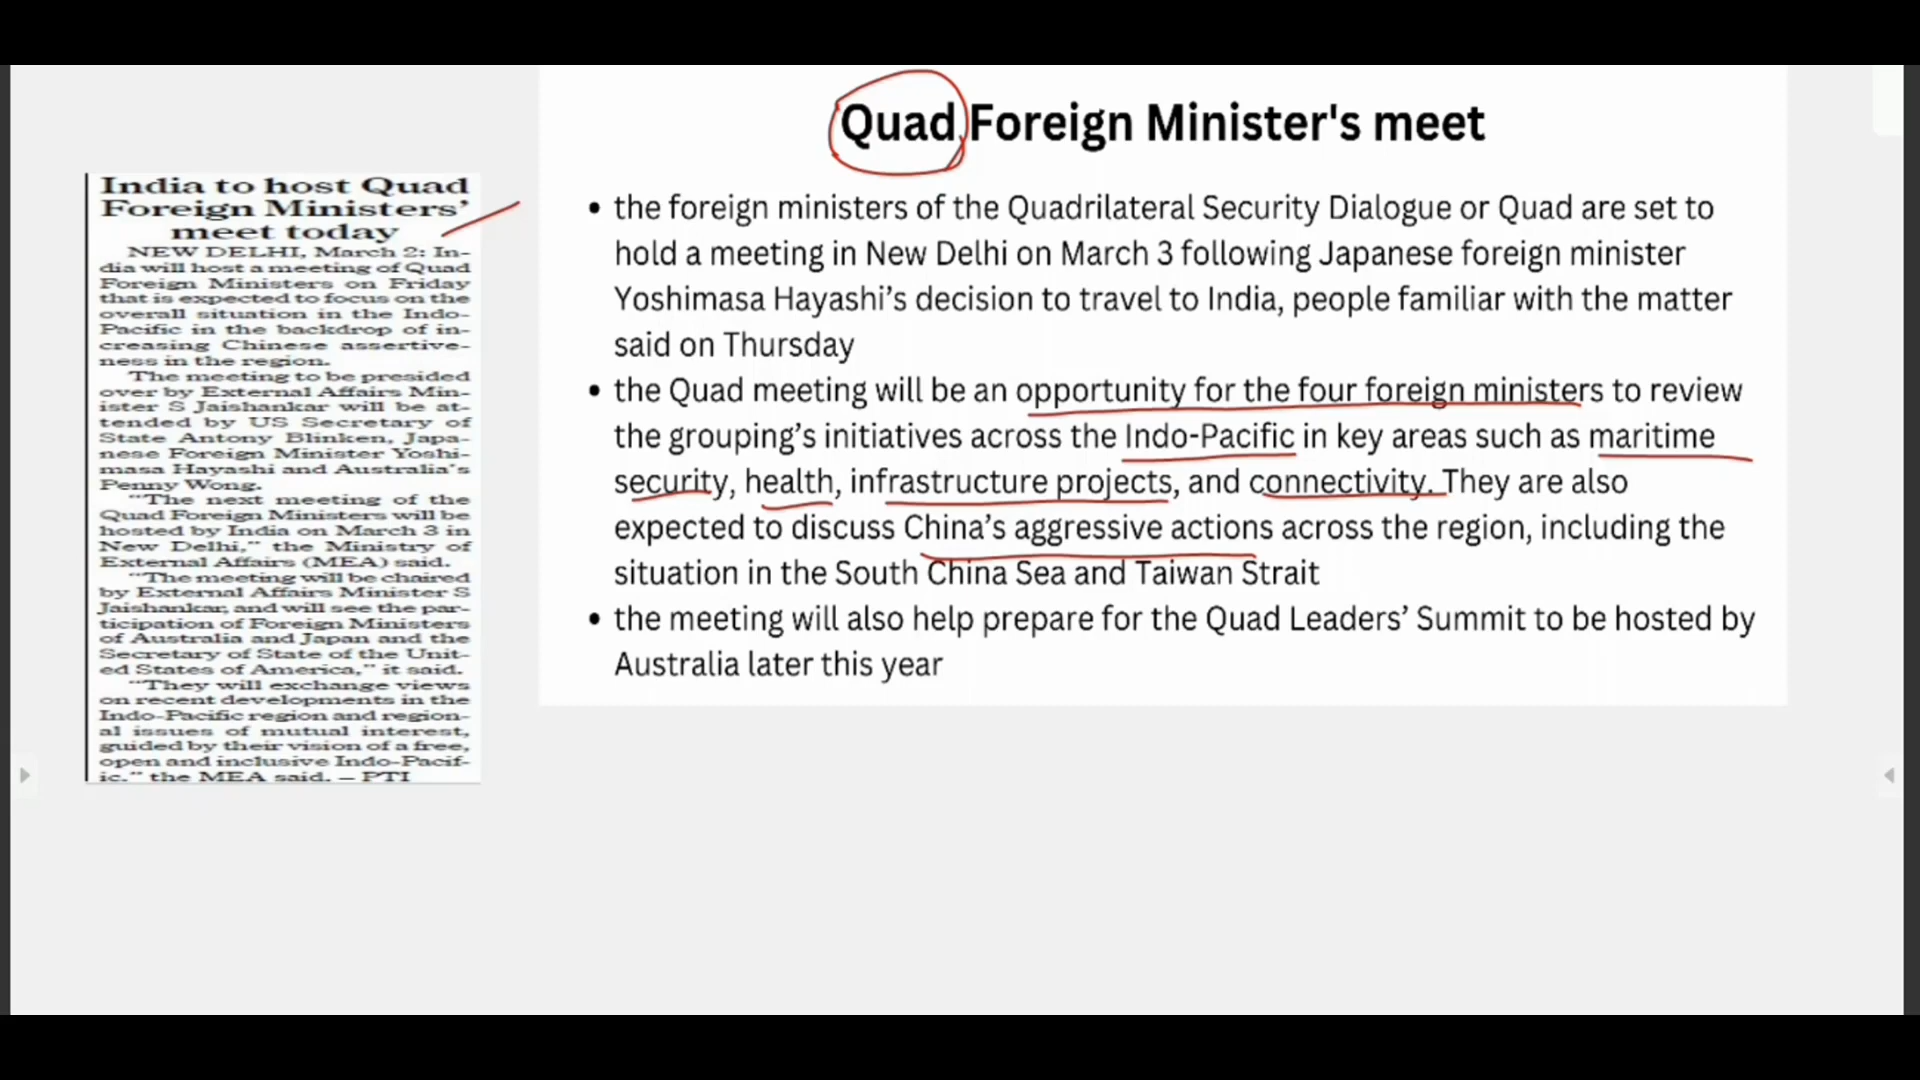 Quad Foreign Minister's meet
• the foreign ministers of the Quadrilateral Security Dialogue or Quad are set to
hold a meeting in New Delhi on March 3 following Japanese foreign minister
Yoshimasa Hayashi’s decision to travel to India, people familiar with the matter
said on Thursday
• the Quad meeting will be an opportunity for the four foreign ministers to review
the grouping’s initiatives across the Indo-Pacific in key areas such as maritime
security, health, infrastructure projects, and connectivity. They are also
expected to discuss China’s aggressive actions across the region, including the
situation in the South China Sea and Taiwan Strait
• the meeting will also help prepare for the Quad Leaders’ Summit to be hosted by
Australia later this year
India to host Quad
Foreign Ministers’
meet today
NEW DELHI, March 2: In-
dia will host a meeting of Quad
Foreign Ministers on Friday
that is expected to focus on the
overall situation in the Indo-
Pacific in the backdrop of in-
creasing Chinese assertive-
ness in the region.
The meeting to be presided
over by External Affairs Min-
ister S Jaishankar will be at-
tended by US Secretary of
State Antony Blinken, Japa-
nese Foreign Minister Yoshi-
masa Hayashi and Australia’s
Penny Wong.
“The next meeting of the
Quad Foreign Ministers will be
hosted by India on March 3 in
New Delhi,” the Ministry of
External Affairs (MEA) said.
“The meeting will be chaired
by External Affairs Minister S
Jaishankar, and will see the par-
ticipation of Foreign Ministers
of Australia and Japan and the
Secretary of State of the Unit-
ed States of America,” it said.
“They will exchange views
on recent developments in the
Indo-Pacific region and region-
al issues of mutual interest,
guided by their vision of a free,
open and inclusive Indo-Pacif-
ic,” the MEA said. – PTI